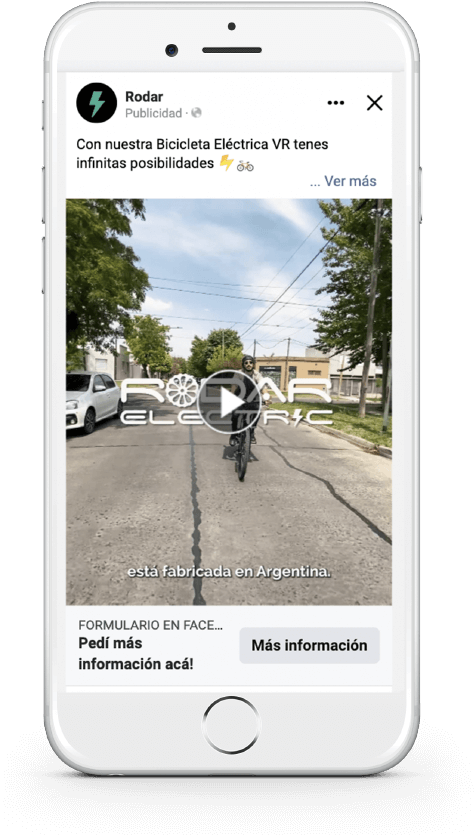 Rodar
Publicidad ·
Con nuestra Bicicleta Eléctrica VR tenes
infinitas posibilidades ⚡🚲
... Ver más
RODAR
ELECTRIC
está fabricada en Argentina.
FORMULARIO EN FACE...
Pedí más
información acá!
Más información